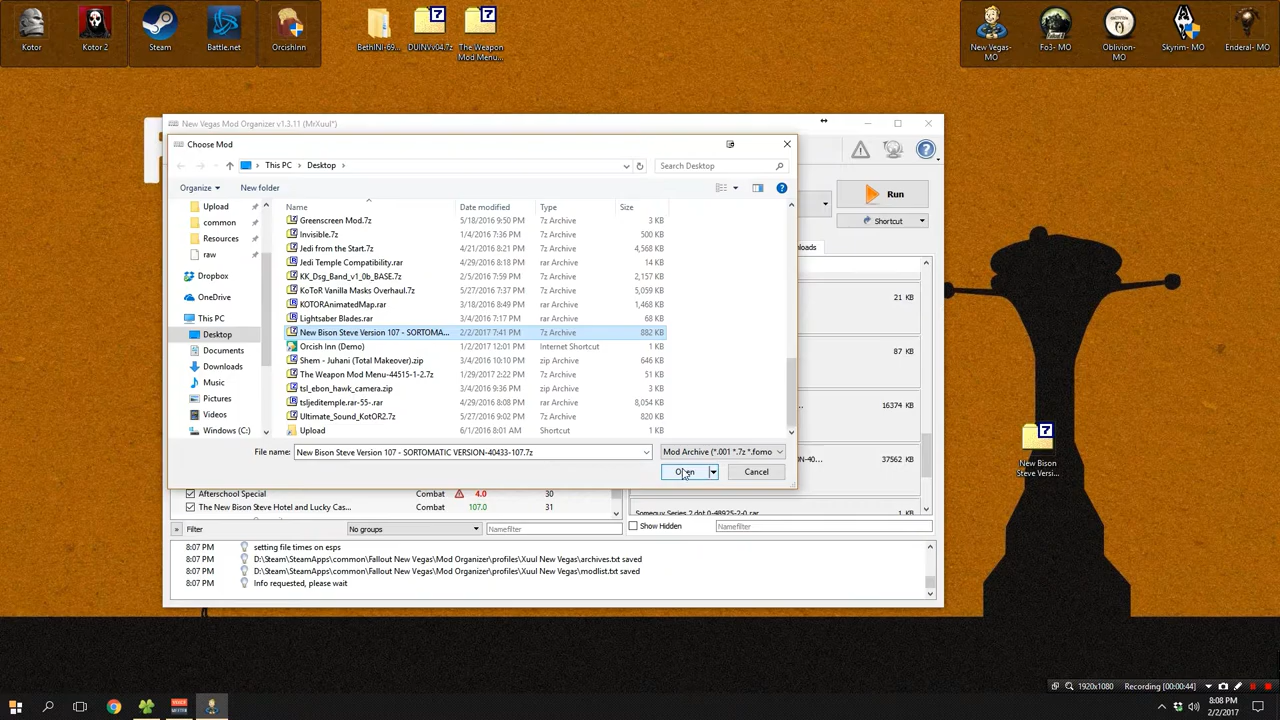 Kotor
Kotor 2
Steam
Battle.net
OrcishInn
BethINI-69...
DUINVv04.7z
The Weapon
Mod Menu...
New Vegas-
MO
Fo3- MO
Oblivion-
MO
Skyrim- MO
Enderal- MO
New Vegas Mod Organizer v1.3.11 (MrXuul*)
Choose Mod
This PC
Desktop
Search Desktop
Organize
New folder
Run
Shortcut
Name
Date modified
Type
Size
Upload
common
Resources
raw
Dropbox
OneDrive
This PC
Desktop
Documents
Downloads
Music
Pictures
Videos
Windows (C:)
Greenscreen Mod.7z 5/18/2016 9:50 PM 7z Archive 3 KB
Invisible.7z 1/4/2016 7:36 PM 7z Archive 500 KB
Jedi from the Start.7z 4/21/2016 8:21 PM 7z Archive 4,568 KB
Jedi Temple Compatibility.rar 4/29/2016 8:18 PM rar Archive 14 KB
KK_Dsg_Band_v1_0b_BASE.7z 2/5/2016 7:59 PM 7z Archive 2,157 KB
KoToR Vanilla Masks Overhaul.7z 5/27/2016 7:37 PM 7z Archive 5,059 KB
KOTORAnimatedMap.rar 3/18/2016 8:49 PM rar Archive 1,468 KB
Lightsaber Blades.rar 3/4/2016 7:17 PM rar Archive 68 KB
New Bison Steve Version 107 - SORTOMA... 2/2/2017 7:41 PM 7z Archive 882 KB
Orcish Inn (Demo) 1/2/2017 12:01 PM Internet Shortcut 1 KB
Shem - Juhani (Total Makeover).zip 3/4/2016 10:10 PM zip Archive 646 KB
The Weapon Mod Menu-44515-1-2.7z 1/29/2017 2:22 PM 7z Archive 51 KB
tsl_ebon_hawk_camera.zip 3/4/2016 9:36 PM zip Archive 3 KB
tsljeditemple.rar-55-.rar 4/29/2016 8:08 PM rar Archive 8,054 KB
Ultimate_Sound_KotOR2.7z 5/27/2016 9:02 PM 7z Archive 820 KB
Upload 6/1/2016 8:01 AM Shortcut 1 KB
File name:
New Bison Steve Version 107 - SORTOMATIC VERSION-40433-107.7z
Mod Archive (*.001 *.7z *.fomo
Open
Cancel
21 KB
87 KB
16374 KB
37562 KB
Someguy Series 2 dot 0-48925-2-0.rar
Afterschool Special Combat 4.0 30
The New Bison Steve Hotel and Lucky Cas... Combat 107.0 31
Filter
No groups
Namefilter
Show Hidden
Namefilter
8:07 PM setting file times on esps
8:07 PM D:\Steam\SteamApps\common\Fallout New Vegas\Mod Organizer\profiles\Xuul New Vegas\archives.txt saved
8:07 PM D:\Steam\SteamApps\common\Fallout New Vegas\Mod Organizer\profiles\Xuul New Vegas\modlist.txt saved
8:07 PM Info requested, please wait
New Bison
Steve Versi...
1920x1080
Recording [00:00:44]
8:08 PM
2/2/2017